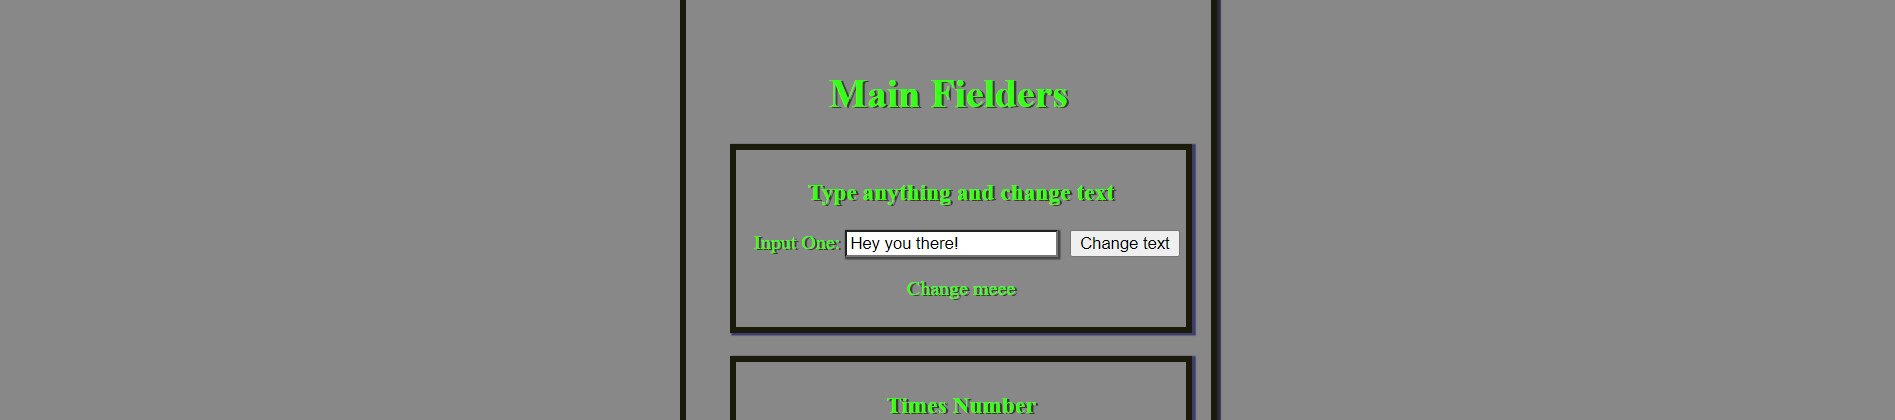 Main Fielders
Type anything and change text
Input One: Hey you there! Change text
Change meee
Times Number